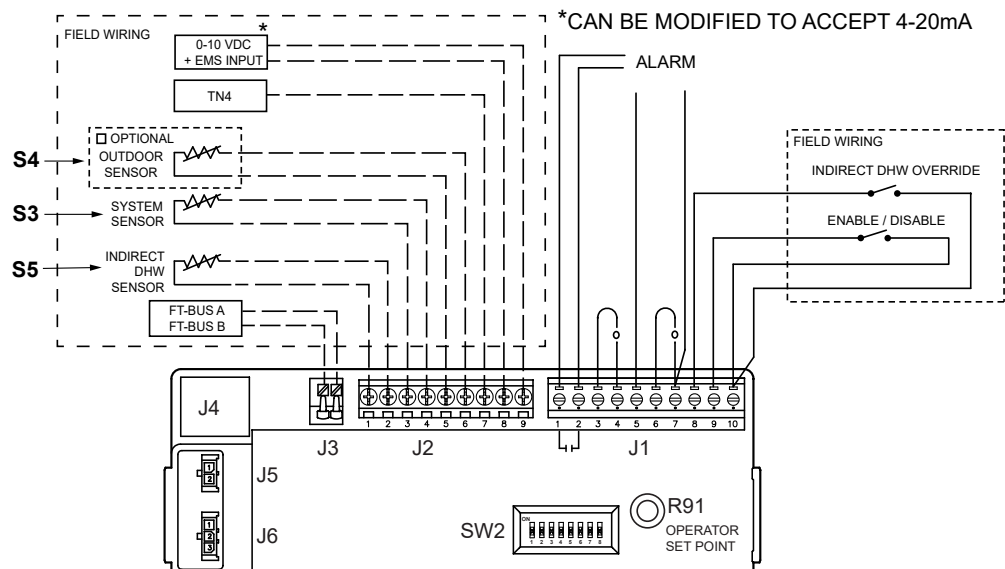 *CAN BE MODIFIED TO ACCEPT 4-20mA
FIELD WIRING
*
0-10 VDC
+ EMS INPUT
TN4
ALARM
OPTIONAL
OUTDOOR
SENSOR
S4
SYSTEM
SENSOR
S3
INDIRECT
DHW
SENSOR
S5
FT-BUS A
FT-BUS B
FIELD WIRING
INDIRECT DHW OVERRIDE
ENABLE / DISABLE
J4
J3
1 2 3 4 5 6 7 8 9
J2
1 2 3 4 5 6 7 8 9 10
J1
1
2
J5
1
2
3
J6
SW2
ON
1 2 3 4 5 6 7 8
R91
OPERATOR
SET POINT